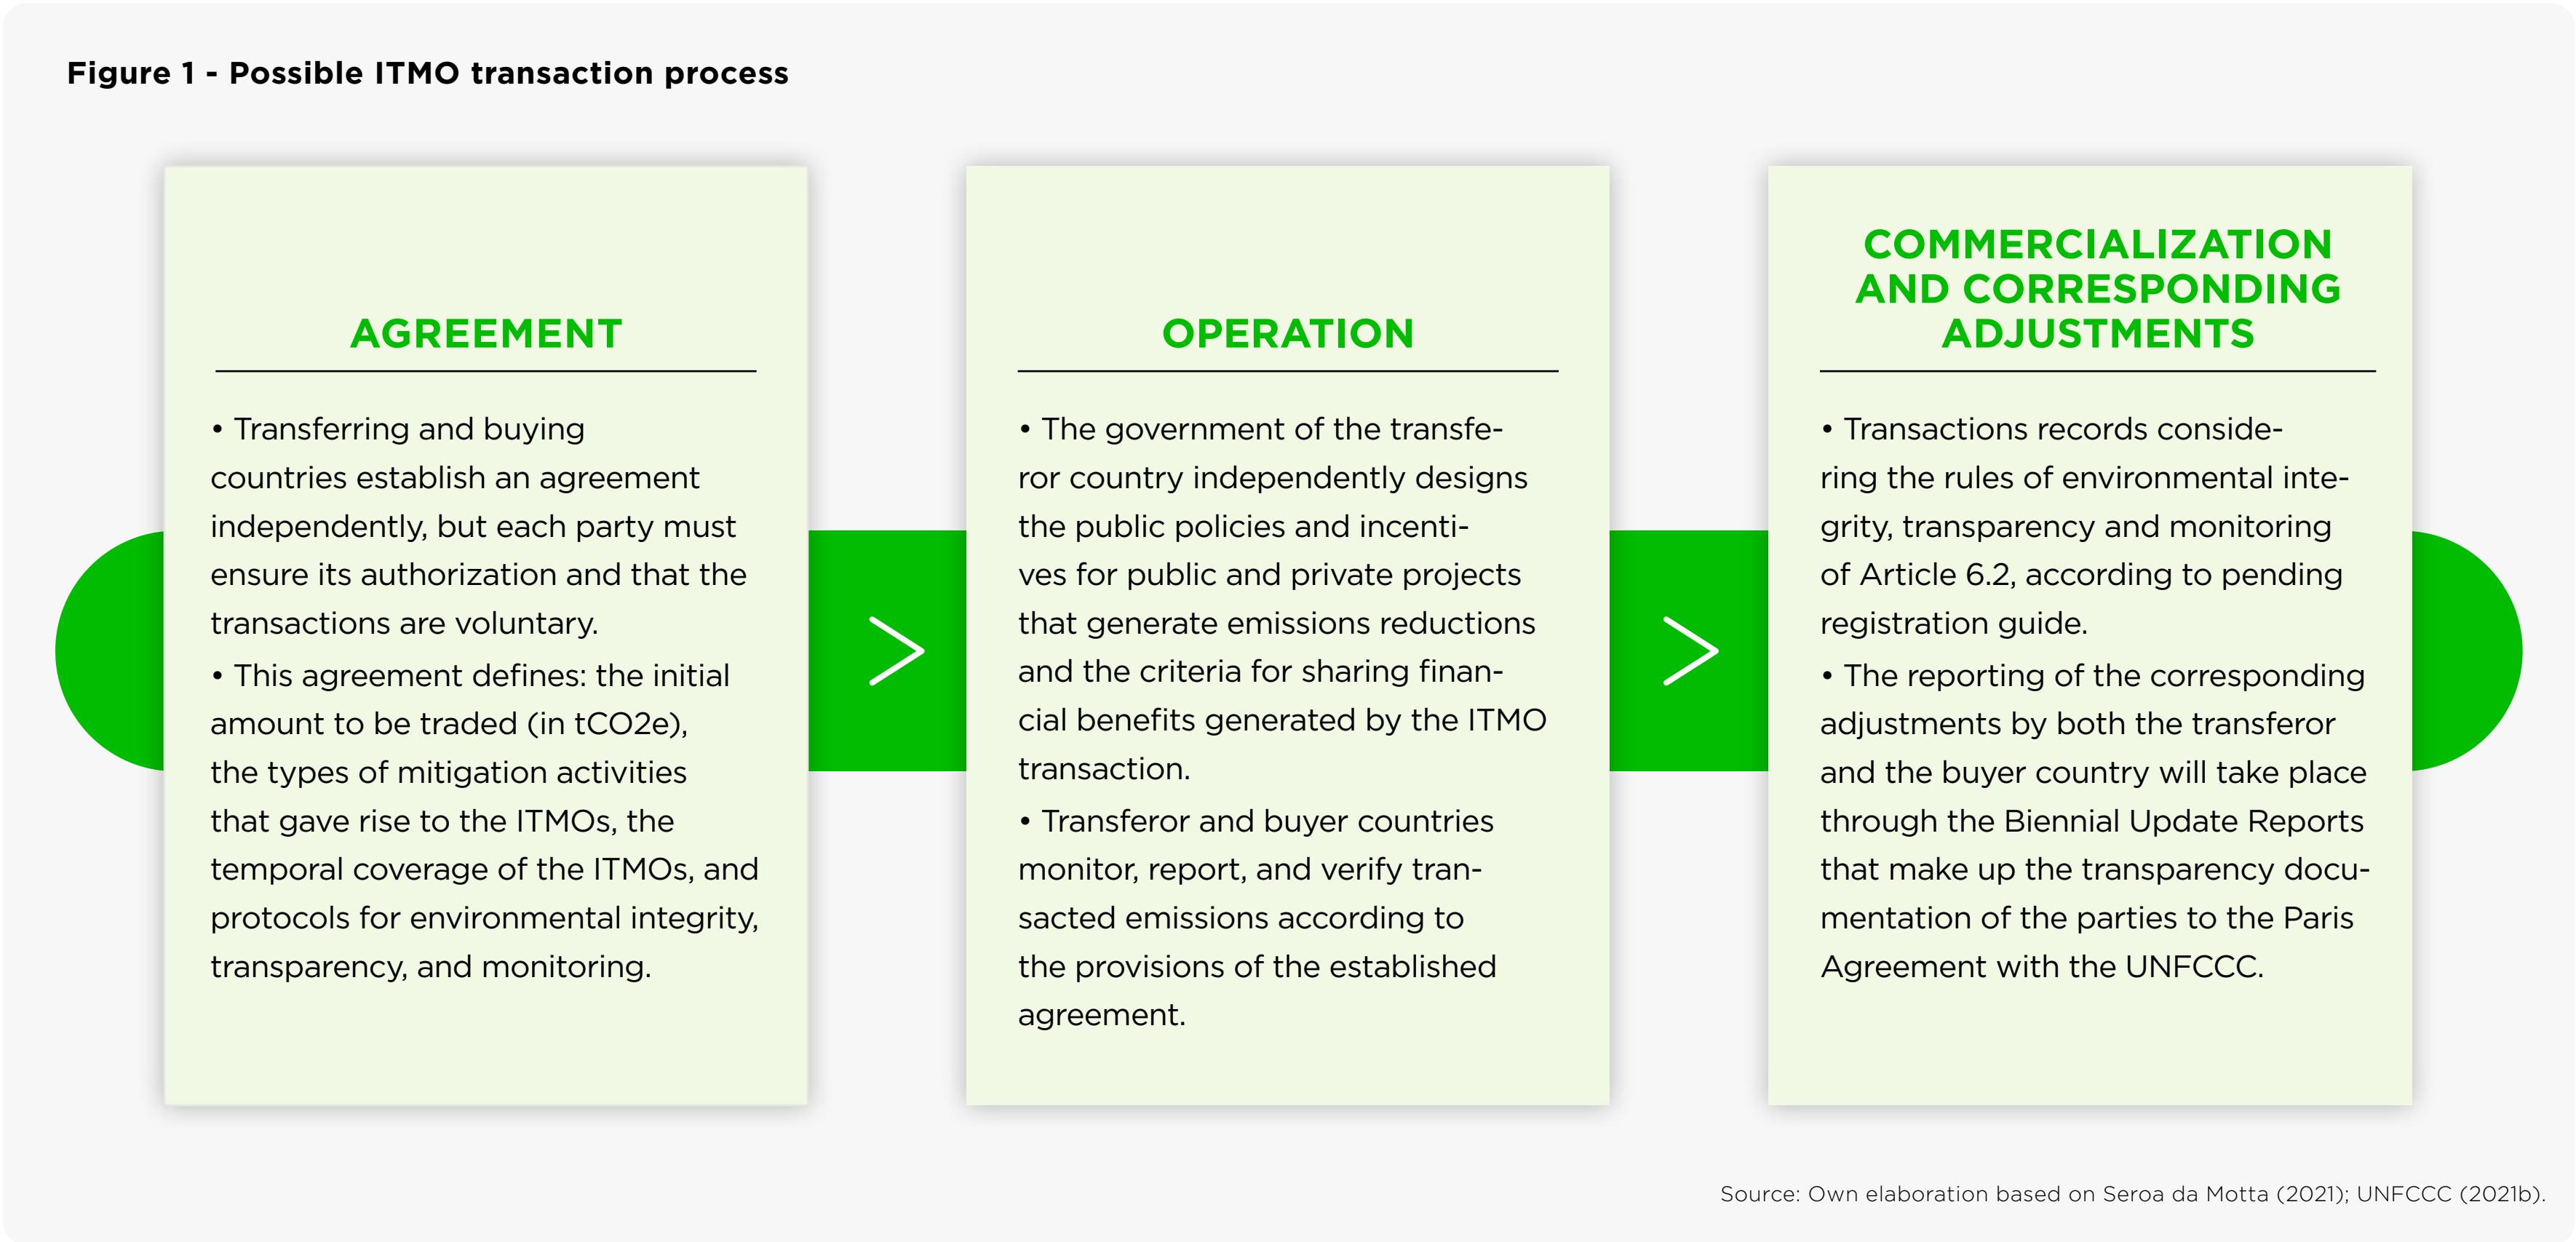 Figure 1 - Possible ITMO transaction process
AGREEMENT
• Transferring and buying
countries establish an agreement
independently, but each party must
ensure its authorization and that the
transactions are voluntary.
• This agreement defines: the initial
amount to be traded (in tCO2e),
the types of mitigation activities
that gave rise to the ITMOs, the
temporal coverage of the ITMOs, and
protocols for environmental integrity,
transparency, and monitoring.
OPERATION
• The government of the transfe-
ror country independently designs
the public policies and incenti-
ves for public and private projects
that generate emissions reductions
and the criteria for sharing finan-
cial benefits generated by the ITMO
transaction.
• Transferor and buyer countries
monitor, report, and verify tran-
sacted emissions according to
the provisions of the established
agreement.
COMMERCIALIZATION
AND CORRESPONDING
ADJUSTMENTS
• Transactions records conside-
ring the rules of environmental inte-
grity, transparency and monitoring
of Article 6.2, according to pending
registration guide.
• The reporting of the corresponding
adjustments by both the transferor
and the buyer country will take place
through the Biennial Update Reports
that make up the transparency docu-
mentation of the parties to the Paris
Agreement with the UNFCCC.
Source: Own elaboration based on Seroa da Motta (2021); UNFCCC (2021b).